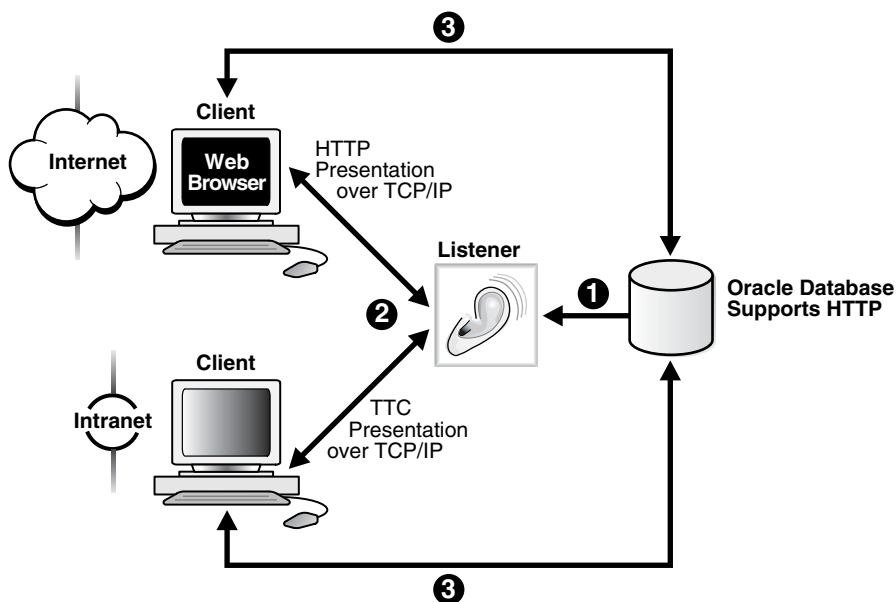 3
Client
Internet
Web
Browser
HTTP
Presentation
over TCP/IP
Listener
1
Oracle Database
Supports HTTP
2
Client
Intranet
TTC
Presentation
over TCP/IP
3